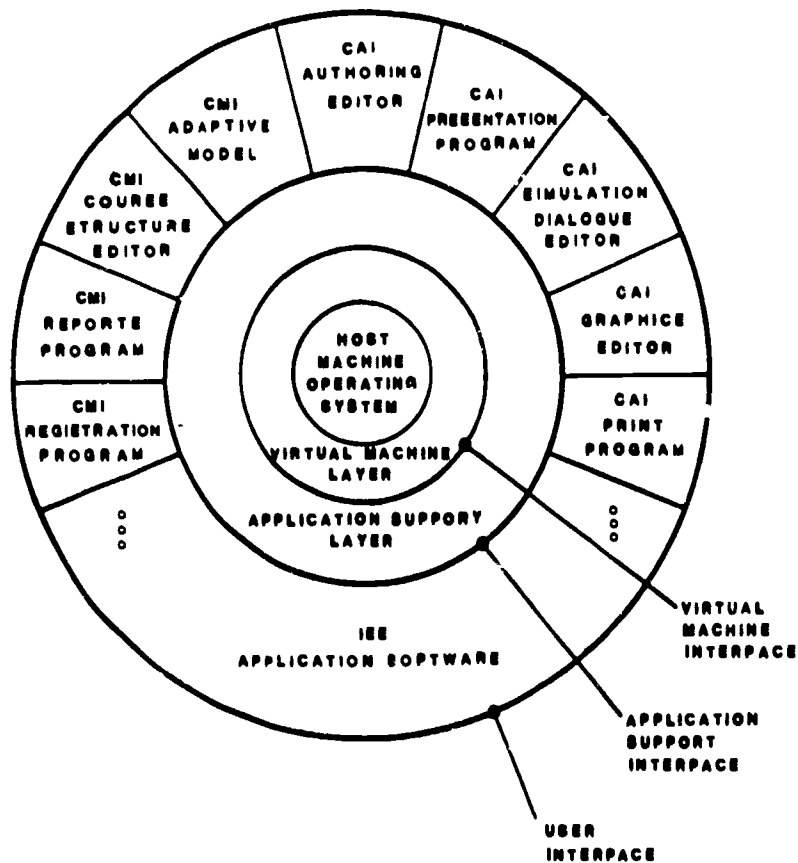 CAI
AUTHORING
EDITOR
CMI
ADAPTIVE
MODEL
CAI
PRESENTATION
PROGRAM
CMI
COURSE
STRUCTURE
EDITOR
CAI
SIMULATION
DIALOGUE
EDITOR
CMI
REPORTS
PROGRAM
CAI
GRAPHICS
EDITOR
HOST
MACHINE
OPERATING
SYSTEM
CMI
REGISTRATION
PROGRAM
CAI
PRINT
PROGRAM
VIRTUAL MACHINE
LAYER
APPLICATION SUPPORT
LAYER
ISS
APPLICATION SOFTWARE
VIRTUAL
MACHINE
INTERFACE
APPLICATION
SUPPORT
INTERFACE
USER
INTERFACE